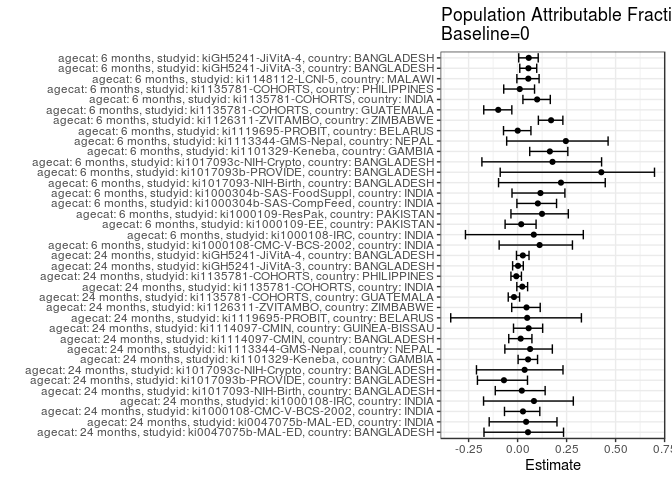 Population Attributable Fracti
Baseline=0
agecat: 6 months, studyid: kiGH5241-JiVitA-4, country: BANGLADESH
agecat: 6 months, studyid: kiGH5241-JiVitA-3, country: BANGLADESH
agecat: 6 months, studyid: ki1148112-LCNI-5, country: MALAWI
agecat: 6 months, studyid: ki1135781-COHORTS, country: PHILIPPINES
agecat: 6 months, studyid: ki1135781-COHORTS, country: INDIA
agecat: 6 months, studyid: ki1135781-COHORTS, country: GUATEMALA
agecat: 6 months, studyid: ki1126311-ZVITAMBO, country: ZIMBABWE
agecat: 6 months, studyid: ki1119695-PROBIT, country: BELARUS
agecat: 6 months, studyid: ki1113344-GMS-Nepal, country: NEPAL
agecat: 6 months, studyid: ki1101329-Keneba, country: GAMBIA
agecat: 6 months, studyid: ki1017093c-NIH-Crypto, country: BANGLADESH
agecat: 6 months, studyid: ki1017093b-PROVIDE, country: BANGLADESH
agecat: 6 months, studyid: ki1017093-NIH-Birth, country: BANGLADESH
agecat: 6 months, studyid: ki1000304b-SAS-FoodSuppl, country: INDIA
agecat: 6 months, studyid: ki1000304b-SAS-CompFeed, country: INDIA
agecat: 6 months, studyid: ki1000109-ResPak, country: PAKISTAN
agecat: 6 months, studyid: ki1000109-EE, country: PAKISTAN
agecat: 6 months, studyid: ki1000108-IRC, country: INDIA
agecat: 6 months, studyid: ki1000108-CMC-V-BCS-2002, country: INDIA
agecat: 24 months, studyid: kiGH5241-JiVitA-4, country: BANGLADESH
agecat: 24 months, studyid: kiGH5241-JiVitA-3, country: BANGLADESH
agecat: 24 months, studyid: ki1135781-COHORTS, country: PHILIPPINES
agecat: 24 months, studyid: ki1135781-COHORTS, country: INDIA
agecat: 24 months, studyid: ki1135781-COHORTS, country: GUATEMALA
agecat: 24 months, studyid: ki1126311-ZVITAMBO, country: ZIMBABWE
agecat: 24 months, studyid: ki1119695-PROBIT, country: BELARUS
agecat: 24 months, studyid: ki1114097-CMIN, country: GUINEA-BISSAU
agecat: 24 months, studyid: ki1114097-CMIN, country: BANGLADESH
agecat: 24 months, studyid: ki1113344-GMS-Nepal, country: NEPAL
agecat: 24 months, studyid: ki1101329-Keneba, country: GAMBIA
agecat: 24 months, studyid: ki1017093c-NIH-Crypto, country: BANGLADESH
agecat: 24 months, studyid: ki1017093b-PROVIDE, country: BANGLADESH
agecat: 24 months, studyid: ki1017093-NIH-Birth, country: BANGLADESH
agecat: 24 months, studyid: ki1000108-IRC, country: INDIA
agecat: 24 months, studyid: ki1000108-CMC-V-BCS-2002, country: INDIA
agecat: 24 months, studyid: ki0047075b-MAL-ED, country: INDIA
agecat: 24 months, studyid: ki0047075b-MAL-ED, country: BANGLADESH
-0.25 0.00 0.25 0.50 0.75
Estimate